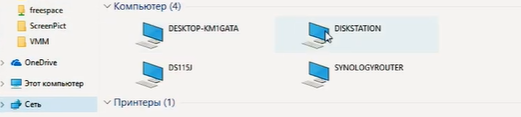 Компьютер (4)
freespace
ScreenPict
VMM
OneDrive
Этот компьютер
Сеть
DESKTOP-KM1GATA
DISKSTATION
DS115J
SYNOLOGYROUTER
Принтеры (1)